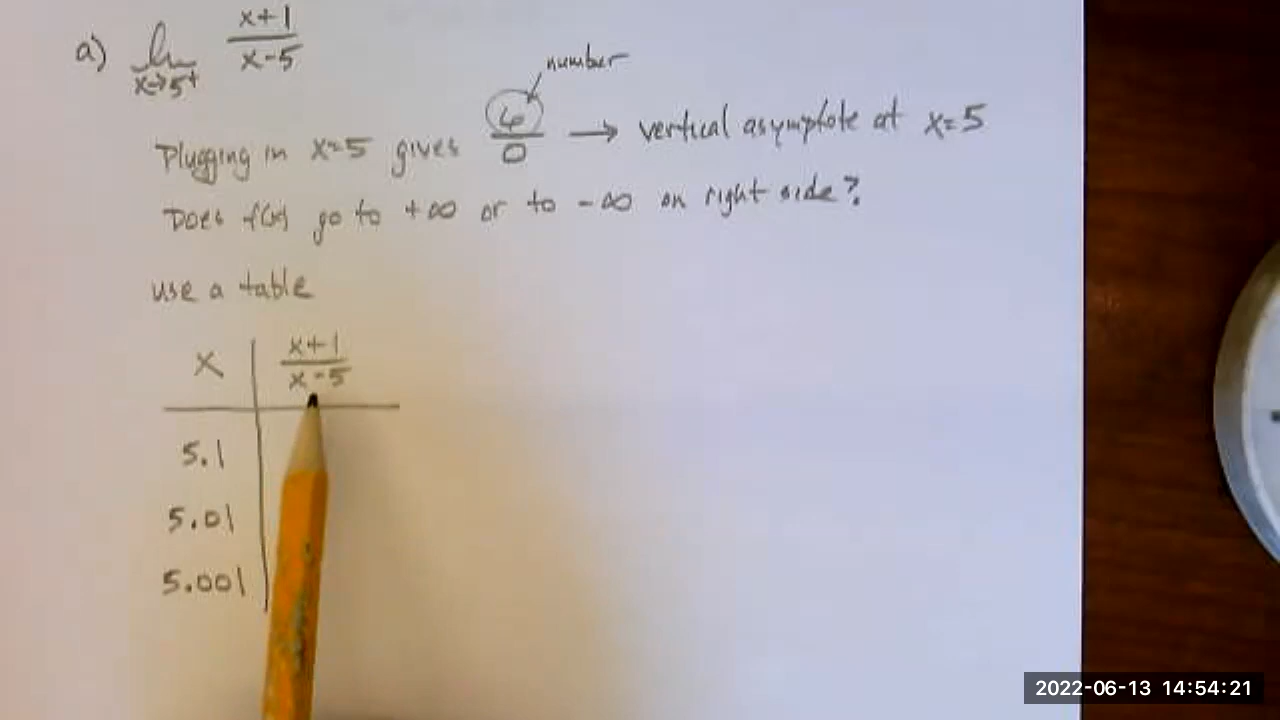 a) lim x→5⁺ x+1 / x-5
number
Plugging in x=5 gives 6/0 → vertical asymptote at x=5
Does f(x) go to +∞ or to -∞ on right side?
use a table
x | x+1 / x-5
5.1
5.01
5.001
2022-06-13 14:54:21